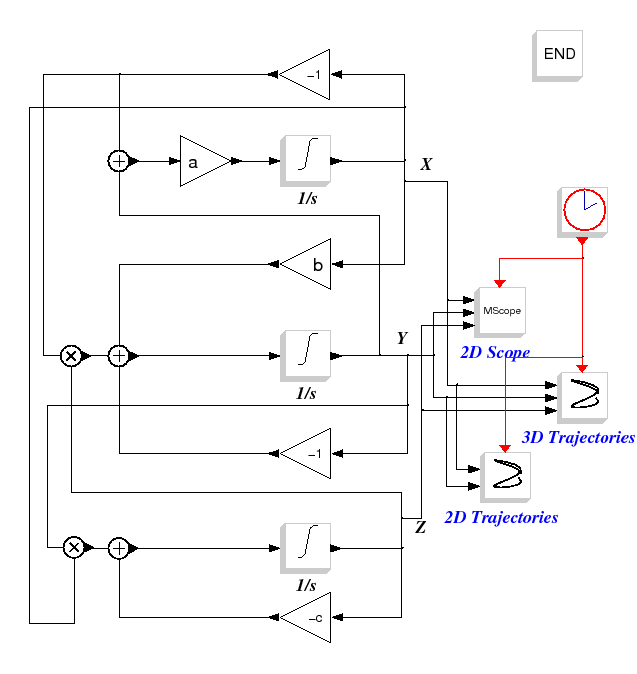 END
-1
a
1/s
X
b
MScope
2D Scope
Y
1/s
3D Trajectories
-1
2D Trajectories
Z
1/s
-c